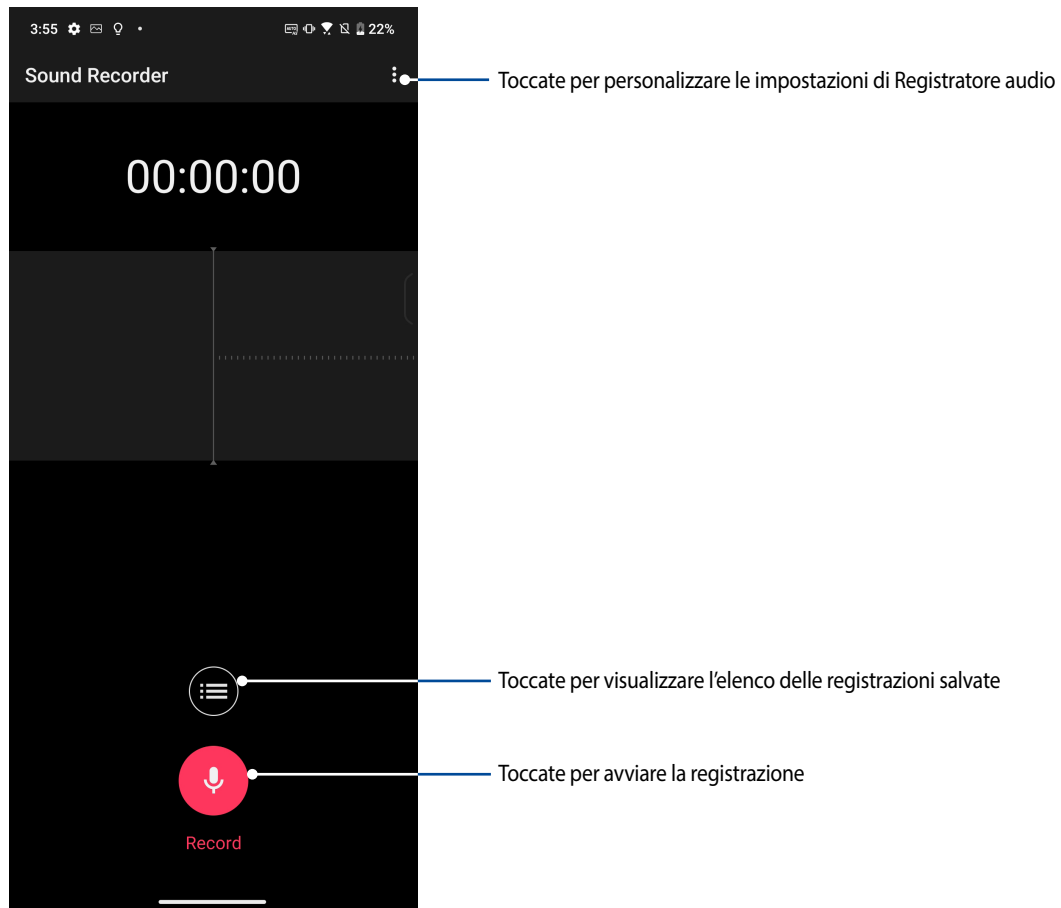 3:55 22%
Sound Recorder
Toccate per personalizzare le impostazioni di Registratore audio
00:00:00
Toccate per visualizzare l'elenco delle registrazioni salvate
Toccate per avviare la registrazione
Record